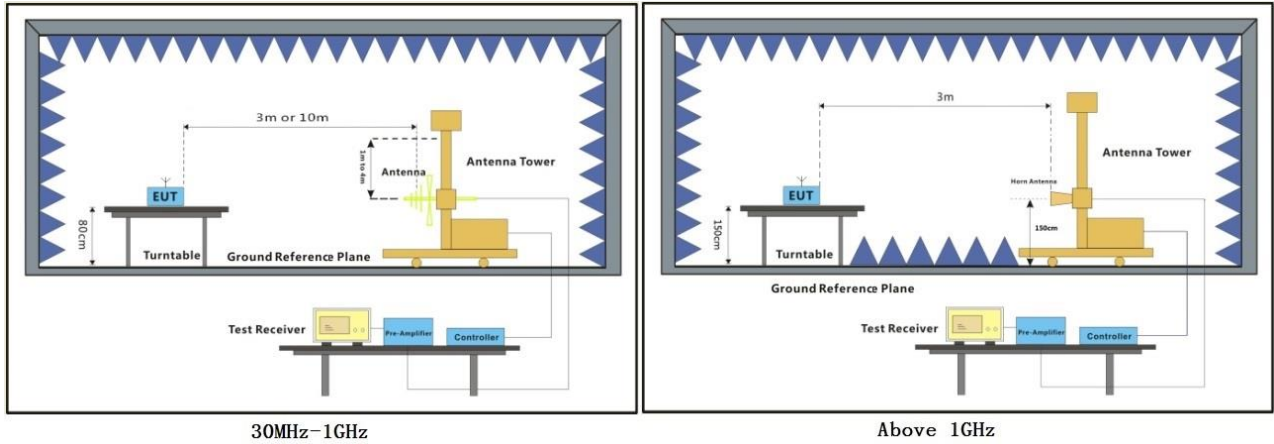 3m or 10m
1m to 4m
Antenna
Antenna Tower
EUT
80cm
Turntable
Ground Reference Plane
Test Receiver
Pre-Amplifier
Controller
30MHz-1GHz
3m
Antenna Tower
Horn Antenna
EUT
150cm
150cm
Turntable
Ground Reference Plane
Test Receiver
Pre-Amplifier
Controller
Above 1GHz